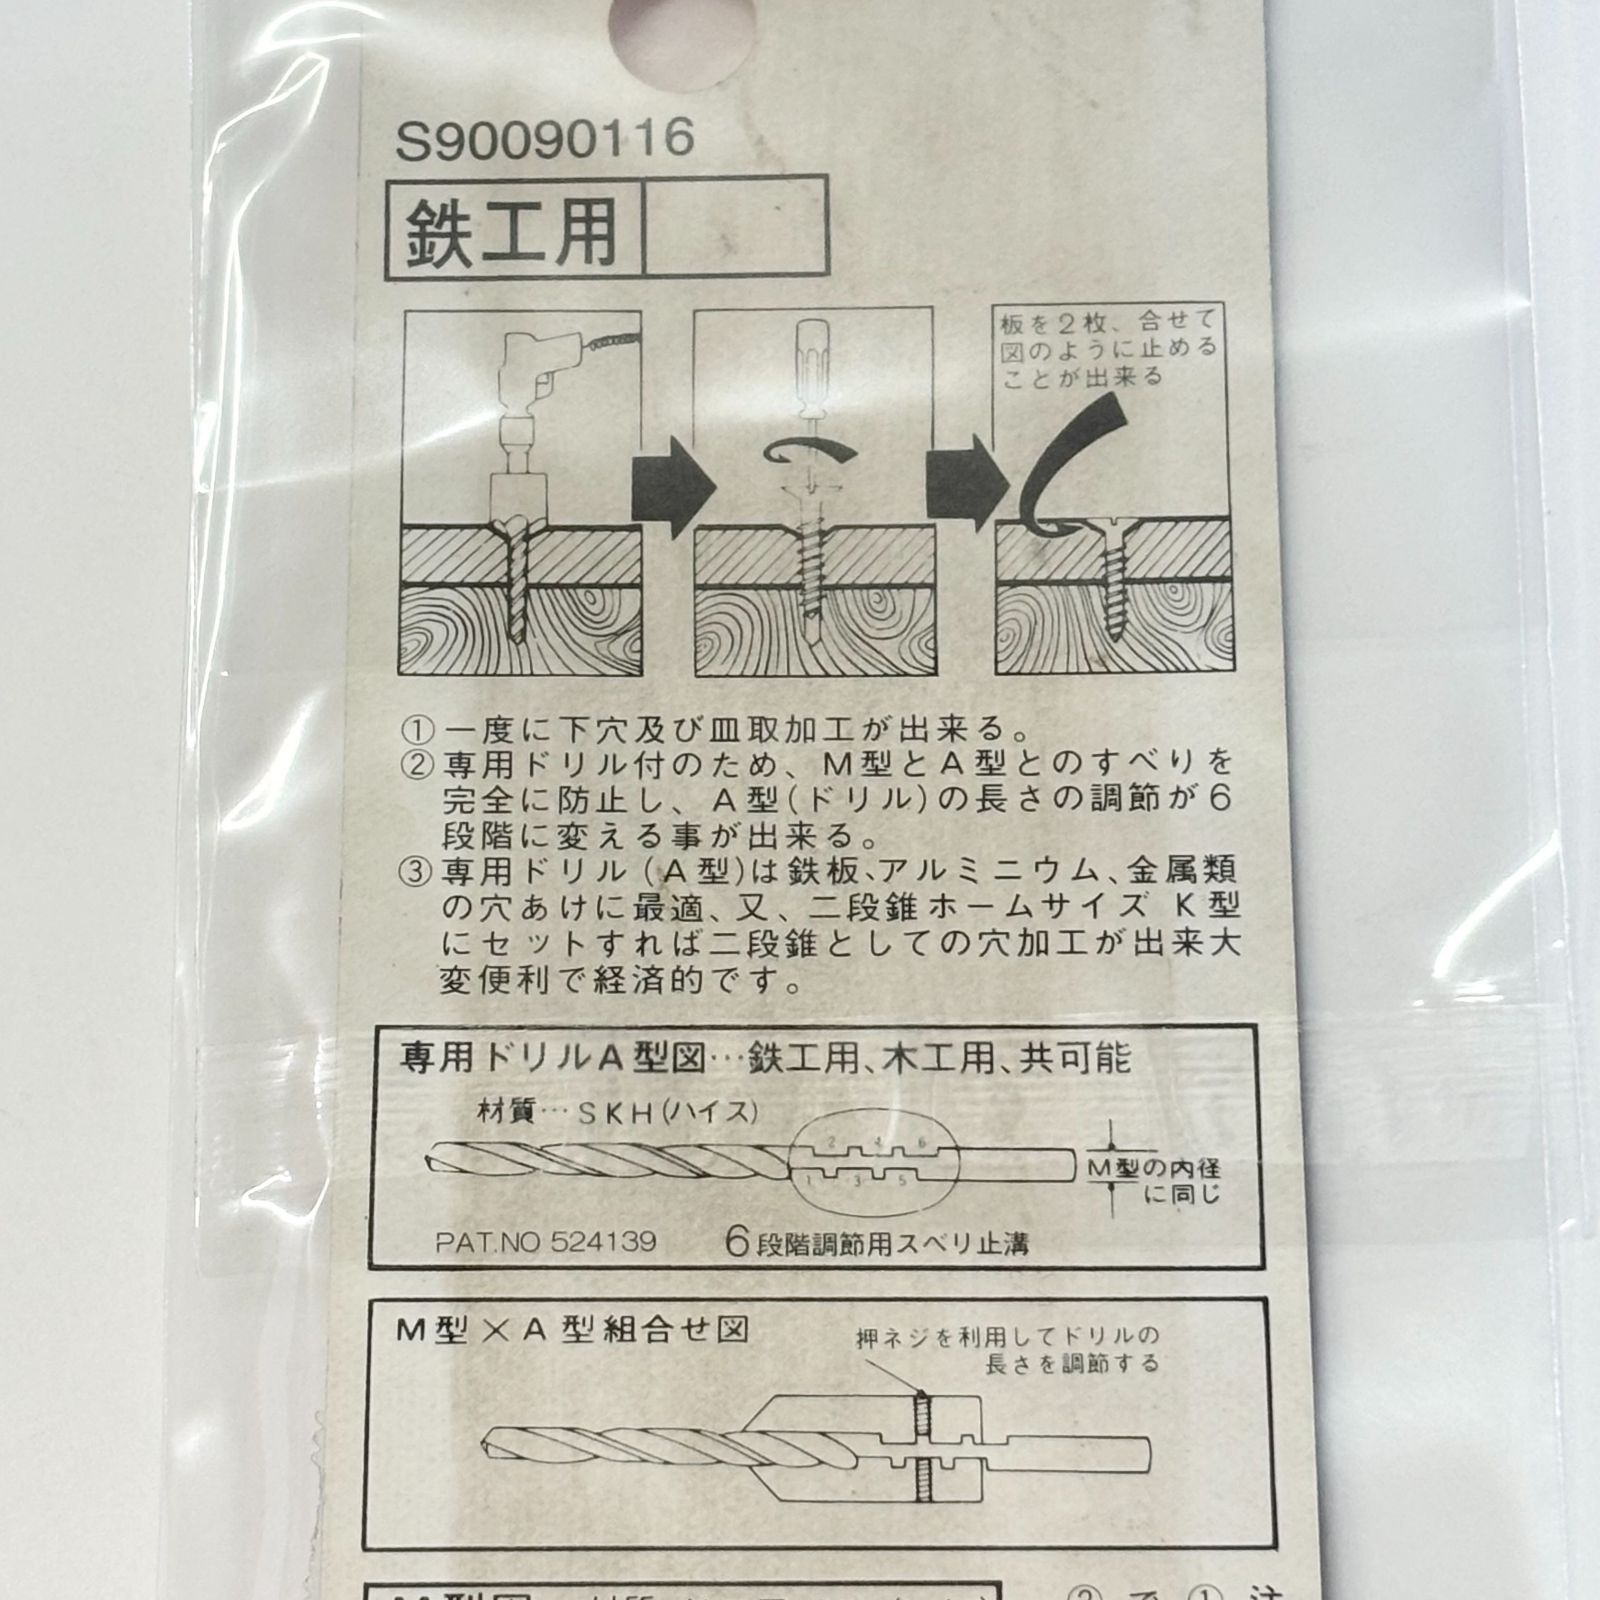 S90090116
鉄工用
板を2枚、合せて
図のように止める
ことが出来る
①一度に下穴及び皿取加工が出来る。
②専用ドリル付のため、M型とA型とのすべりを
完全に防止し、A型(ドリル)の長さの調節が6
段階に変える事が出来る。
③専用ドリル(A型)は鉄板、アルミニウム、金属類
の穴あけに最適、又、二段錐ホームサイズ K型
にセットすれば二段錐としての穴加工が出来大
変便利で経済的です。
専用ドリルA型図…鉄工用、木工用、共可能
材質…SKH(ハイス)
2 4 6
1 3 5
M型の内径
に同じ
PAT.NO 524139
6段階調節用スベリ止溝
M型×A型組合せ図
押ネジを利用してドリルの
長さを調節する
② で ① 注